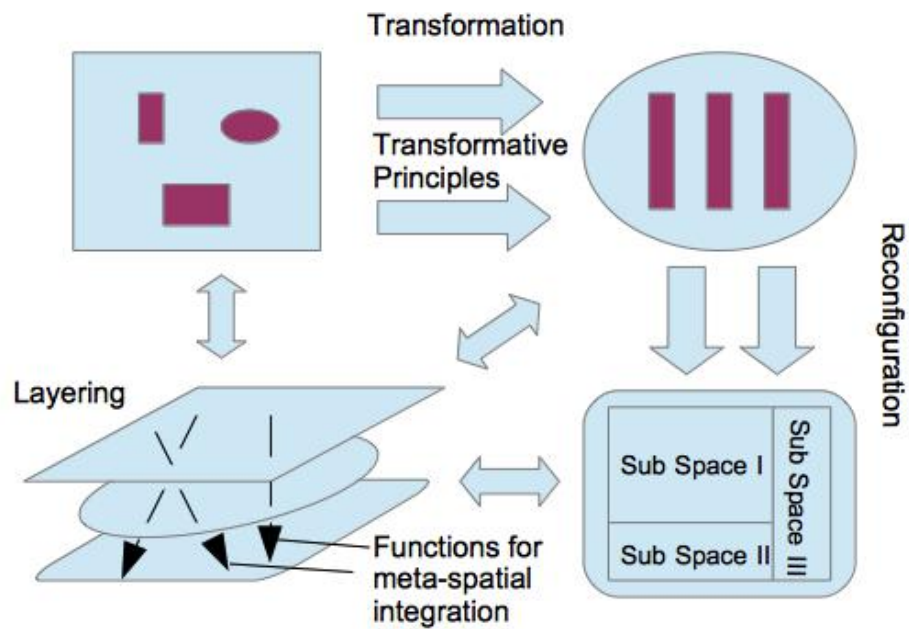 Transformation
Transformative
Principles
Reconfiguration
Layering
Sub Space I
Sub Space II
Sub Space III
Functions for
meta-spatial
integration